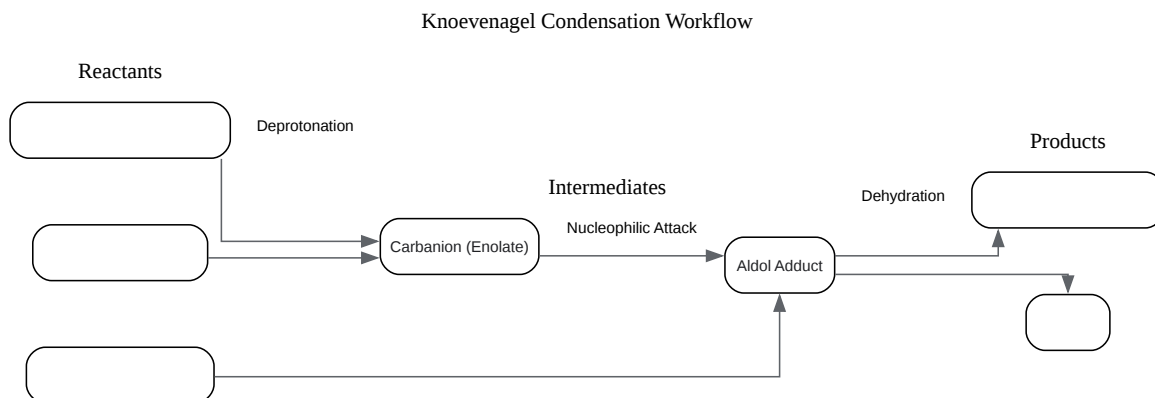 Knoevenagel Condensation Workflow
Reactants
Deprotonation
Products
Intermediates
Dehydration
Nucleophilic Attack
Carbanion (Enolate)
Aldol Adduct